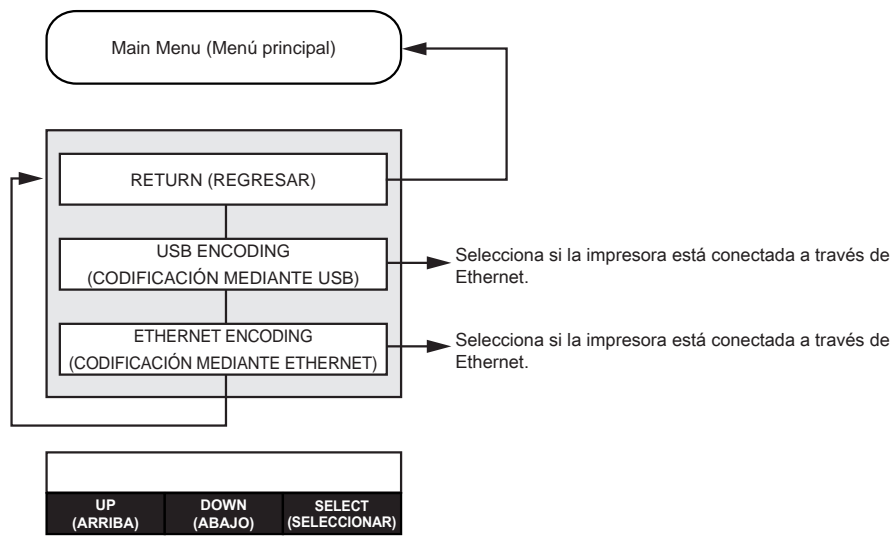 Main Menu (Menú principal)
RETURN (REGRESAR)
USB ENCODING
(CODIFICACIÓN MEDIANTE USB)
Selecciona si la impresora está conectada a través de
Ethernet.
ETHERNET ENCODING
(CODIFICACIÓN MEDIANTE ETHERNET)
Selecciona si la impresora está conectada a través de
Ethernet.
UP
(ARRIBA)
DOWN
(ABAJO)
SELECT
(SELECCIONAR)